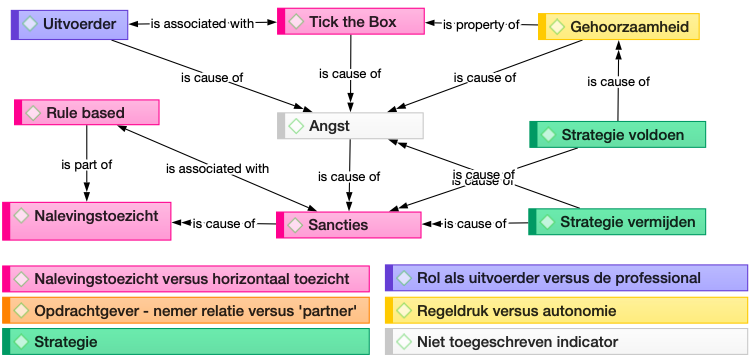 Uitvoerder
is associated with
Tick the Box
is property of
Gehoorzaamheid
is cause of
is cause of
is cause of
is cause of
Rule based
Angst
Strategie voldoen
is part of
is associated with
is cause of
is cause of
is cause of
Nalevingstoezicht
is cause of
Sancties
is cause of
Strategie vermijden
Nalevingstoezicht versus horizontaal toezicht
Rol als uitvoerder versus de professional
Opdrachtgever - nemer relatie versus 'partner'
Regeldruk versus autonomie
Strategie
Niet toegeschreven indicator